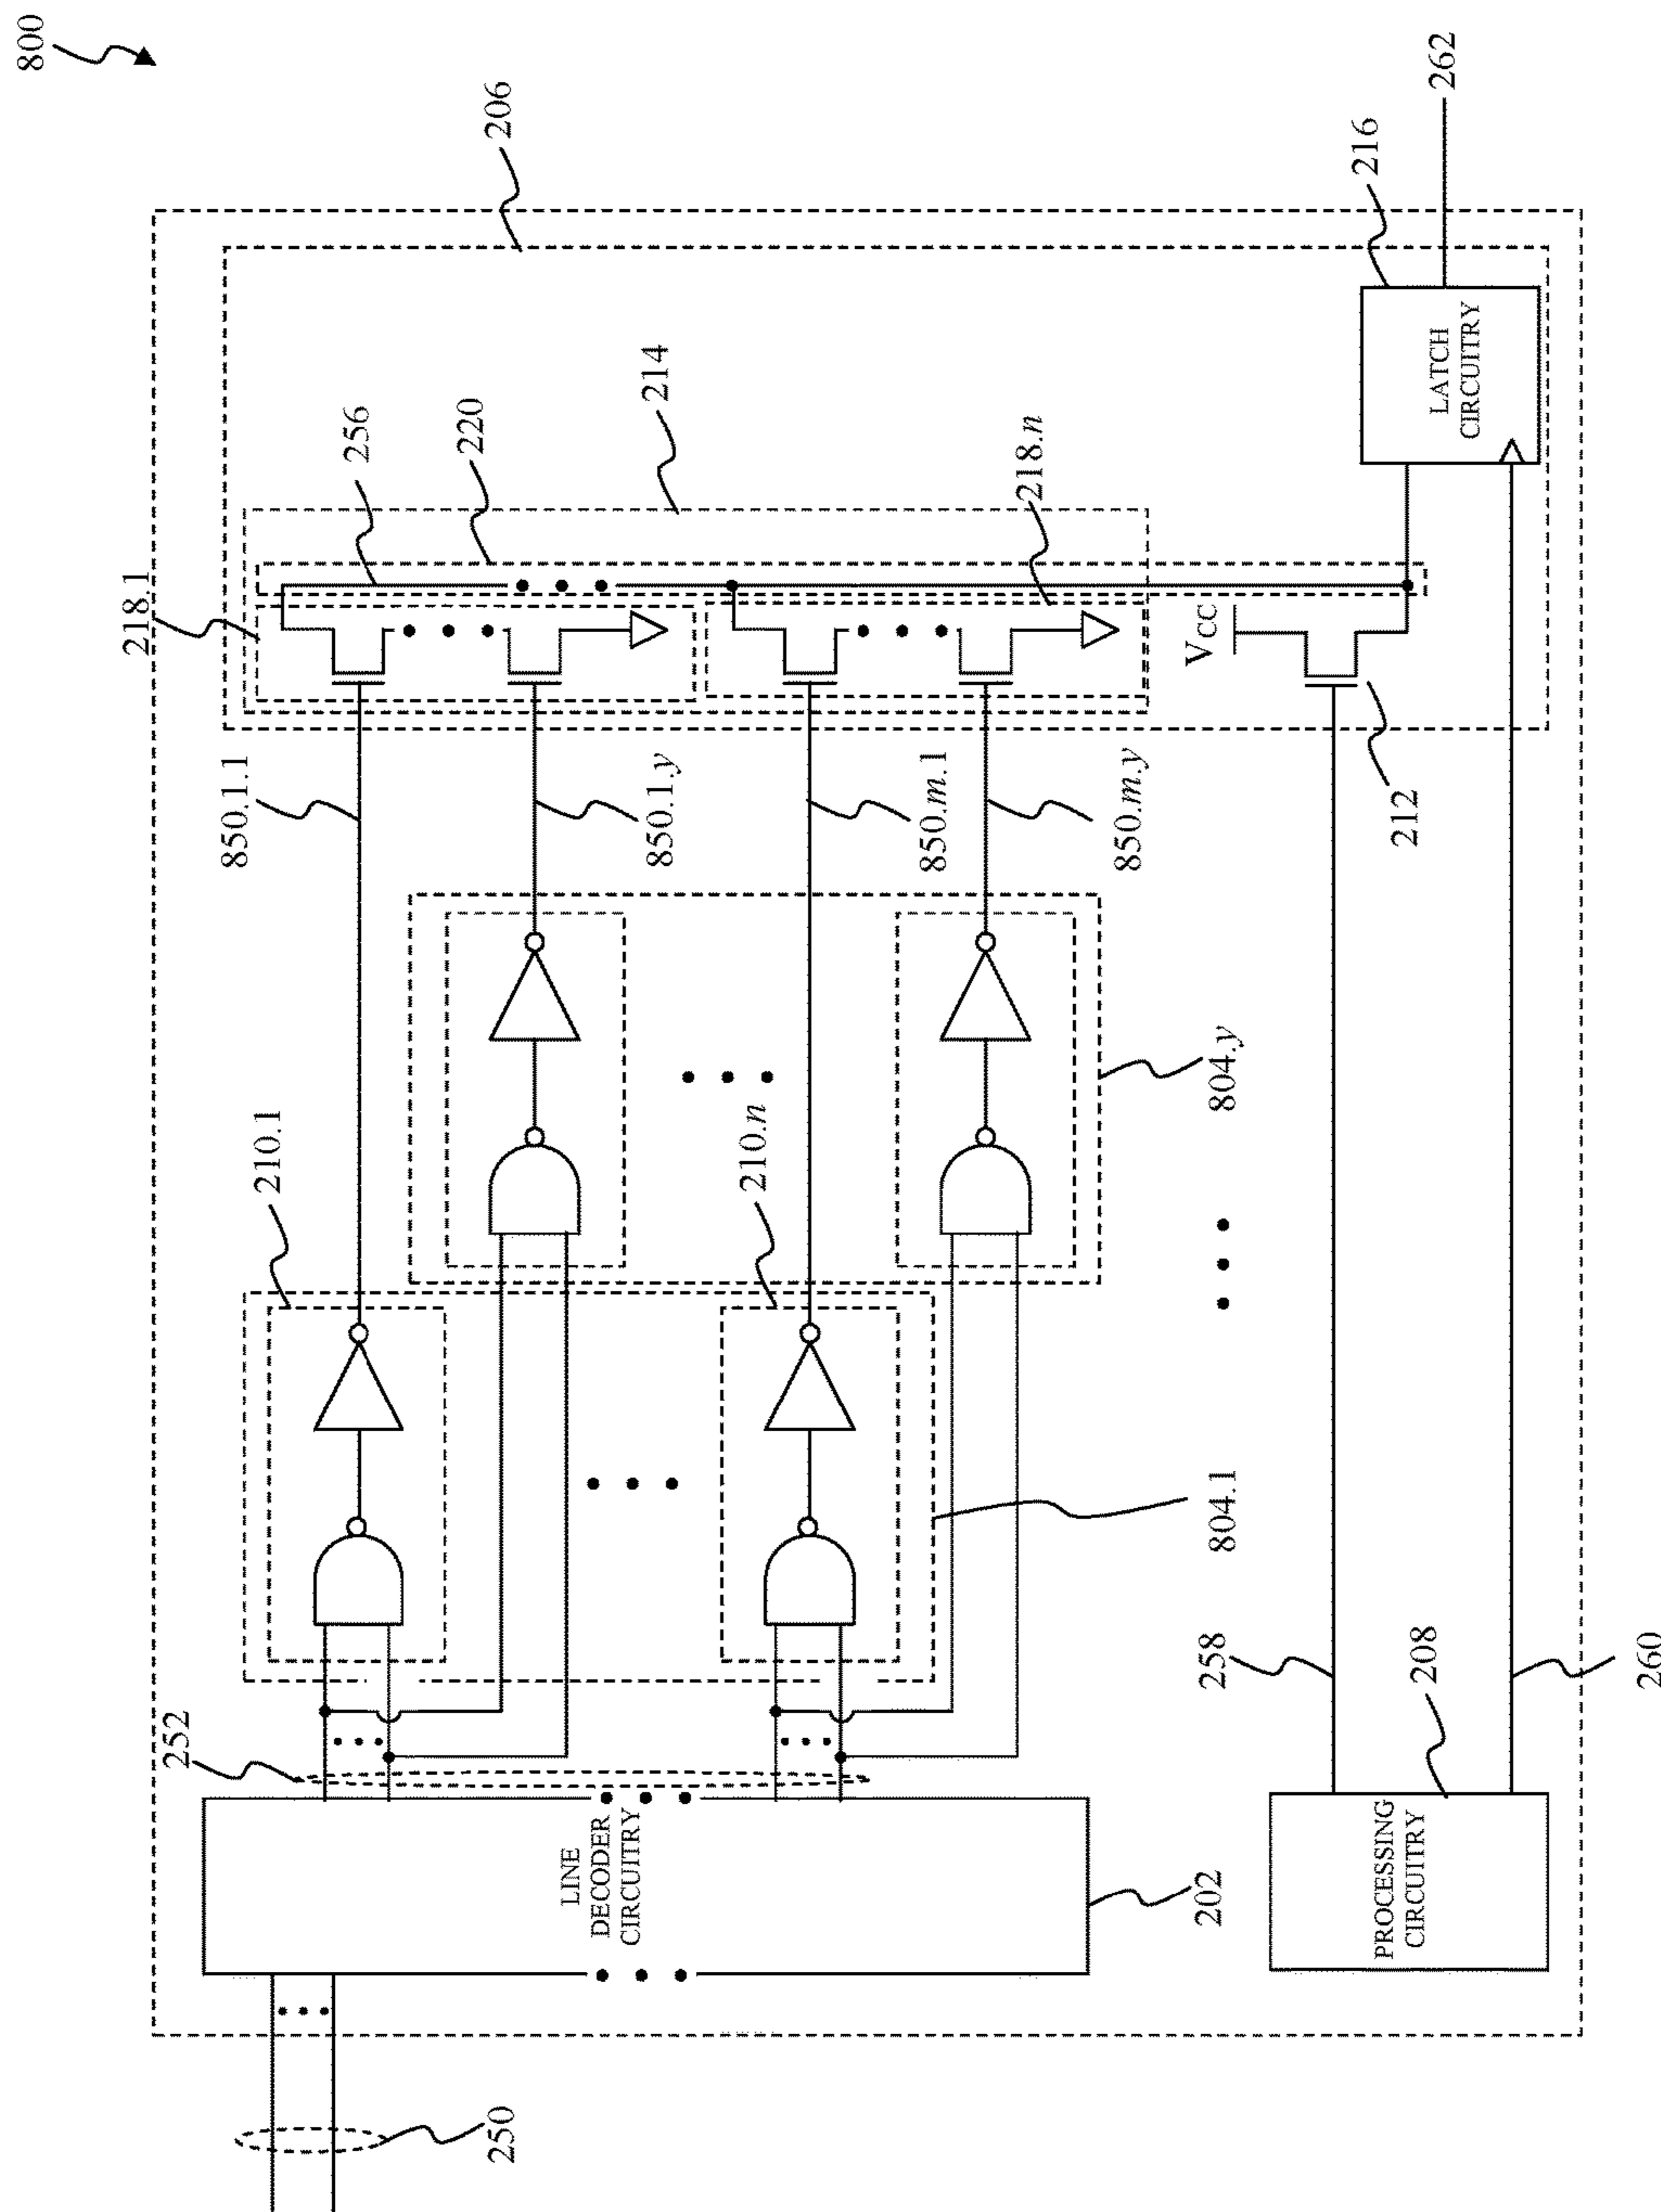 800
206
262
216
LATCH
CIRCUITRY
214
256
220
218.n
218.1
VCC
212
850.1.1
850.1.y
850.m.1
850.m.y
804.y
210.1
210.n
804.1
252
258
208
260
LINE
DECODER
CIRCUITRY
202
PROCESSING
CIRCUITRY
250